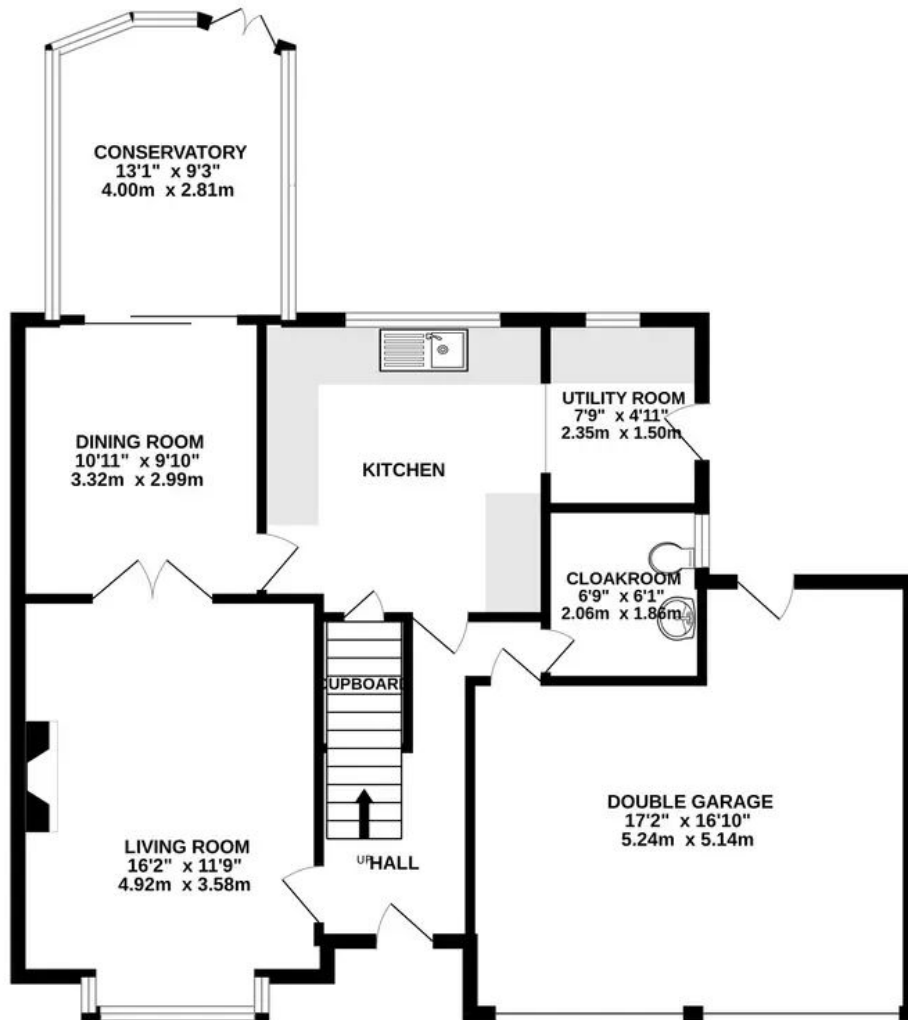 CONSERVATORY
13'1" x 9'3"
4.00m x 2.81m
DINING ROOM
10'11" x 9'10"
3.32m x 2.99m
KITCHEN
UTILITY ROOM
7'9" x 4'11"
2.35m x 1.50m
CLOAKROOM
6'9" x 6'1"
2.06m x 1.86m
CUPBOARD
LIVING ROOM
16'2" x 11'9"
4.92m x 3.58m
UP
HALL
DOUBLE GARAGE
17'2" x 16'10"
5.24m x 5.14m